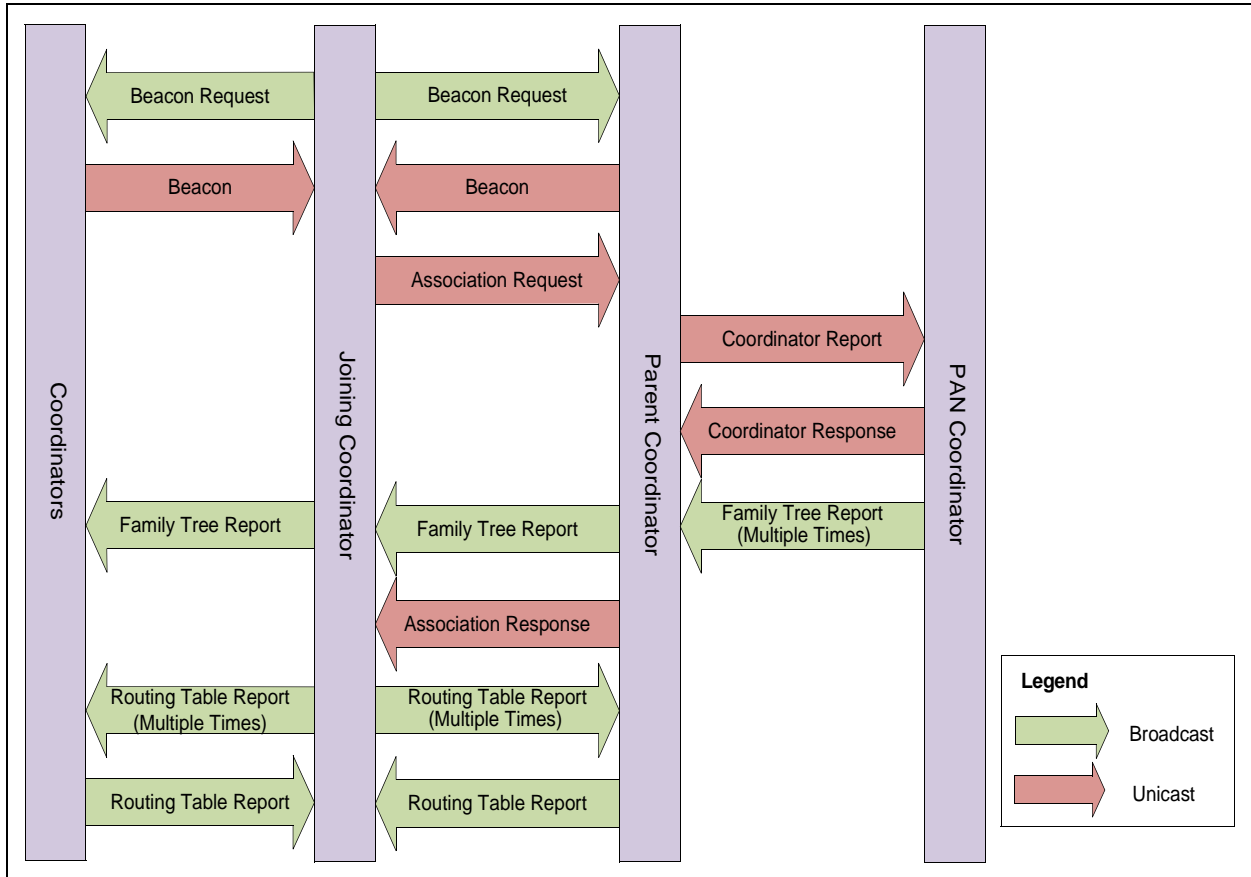 Beacon Request
Beacon Request
Beacon
Beacon
Association Request
Coordinator Report
Coordinator Response
Coordinators
Joining Coordinator
Parent Coordinator
PAN Coordinator
Family Tree Report
Family Tree Report
Family Tree Report
(Multiple Times)
Association Response
Routing Table Report
(Multiple Times)
Routing Table Report
(Multiple Times)
Routing Table Report
Routing Table Report
Legend
Broadcast
Unicast